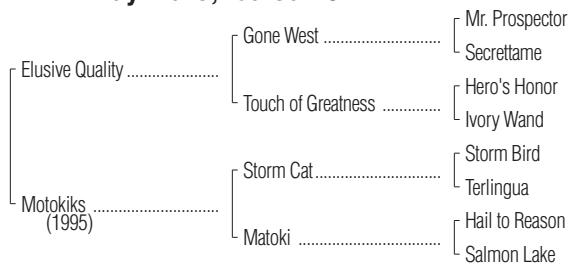 Gone West
Mr. Prospector
Secrettame
Elusive Quality
Touch of Greatness
Hero's Honor
Ivory Wand
Storm Cat
Storm Bird
Terlingua
Motokiks
(1995)
Matoki
Hail to Reason
Salmon Lake